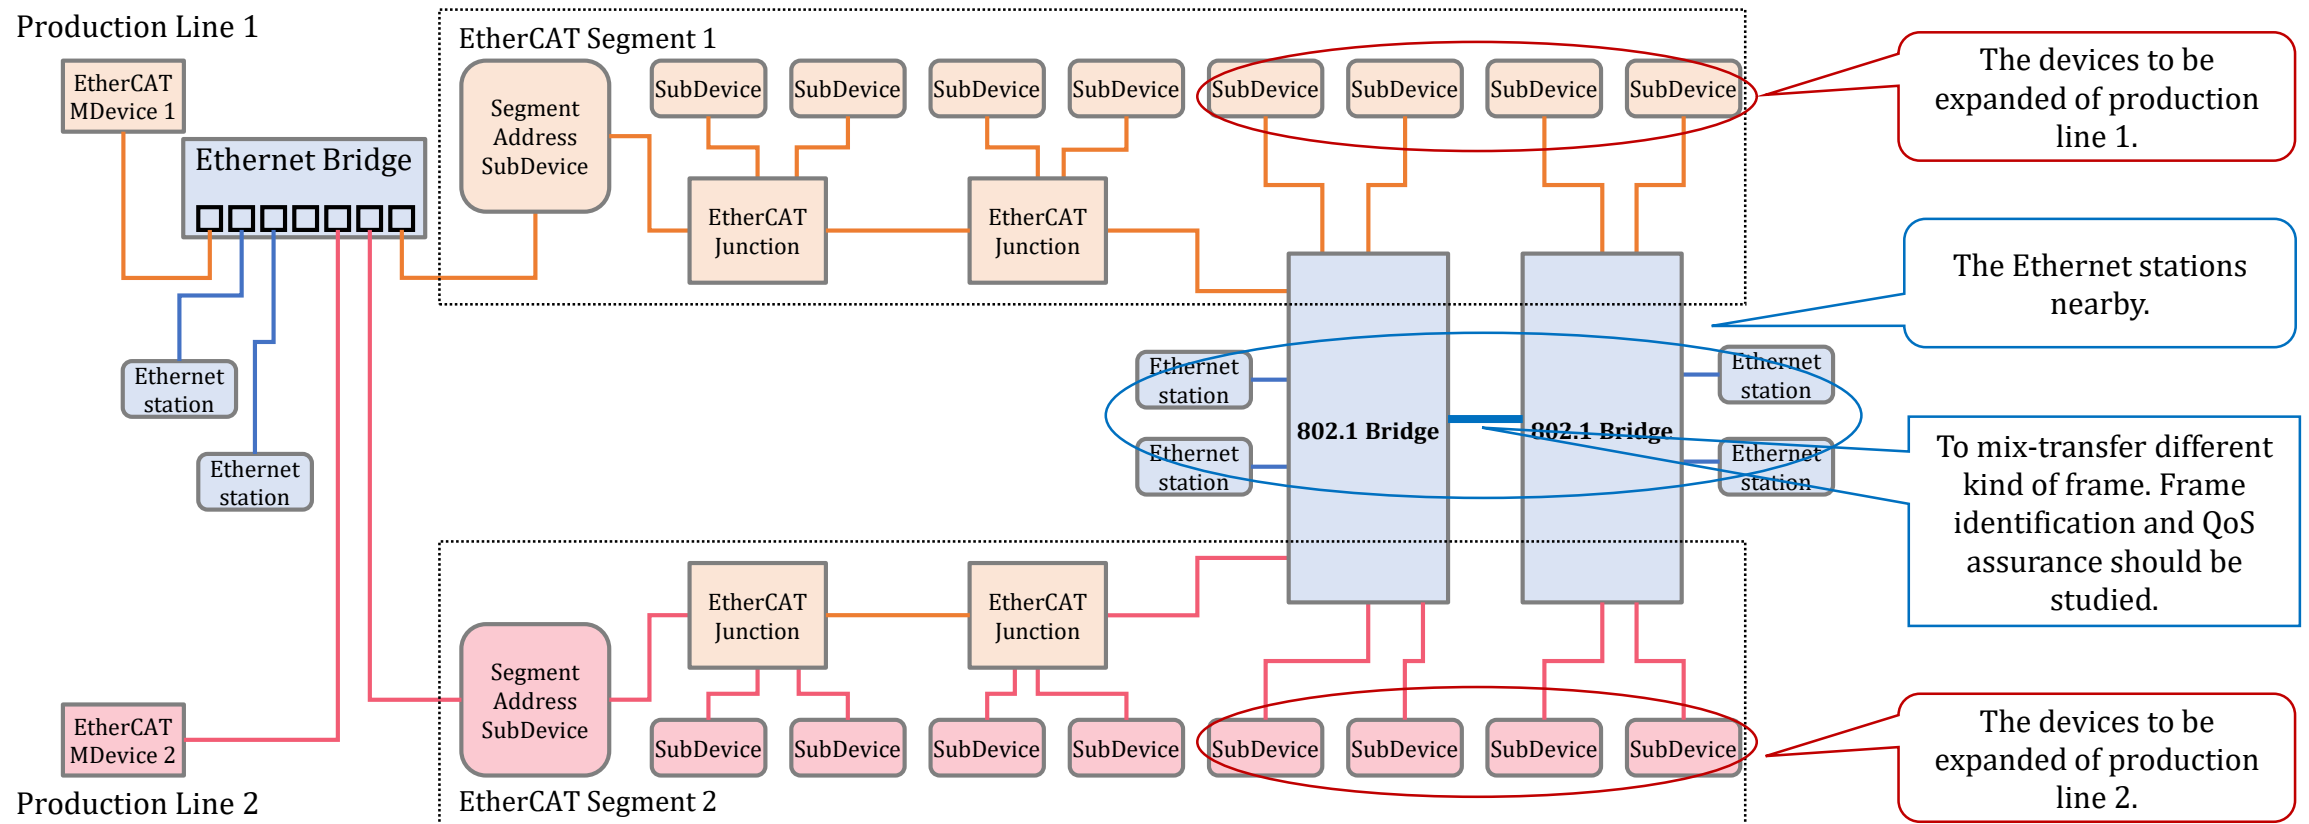 Production Line 1
EtherCAT
MDevice 1
Ethernet Bridge
Ethernet
station
Ethernet
station
EtherCAT
MDevice 2
Production Line 2
EtherCAT Segment 1
Segment
Address
SubDevice
SubDevice
SubDevice
SubDevice
SubDevice
SubDevice
SubDevice
SubDevice
SubDevice
EtherCAT
Junction
EtherCAT
Junction
Ethernet
station
Ethernet
station
802.1 Bridge
802.1 Bridge
Ethernet
station
Ethernet
station
EtherCAT
Junction
EtherCAT
Junction
Segment
Address
SubDevice
SubDevice
SubDevice
SubDevice
SubDevice
SubDevice
SubDevice
SubDevice
SubDevice
EtherCAT Segment 2
The devices to be
expanded of production
line 1.
The Ethernet stations
nearby.
To mix-transfer different
kind of frame. Frame
identification and QoS
assurance should be
studied.
The devices to be
expanded of production
line 2.